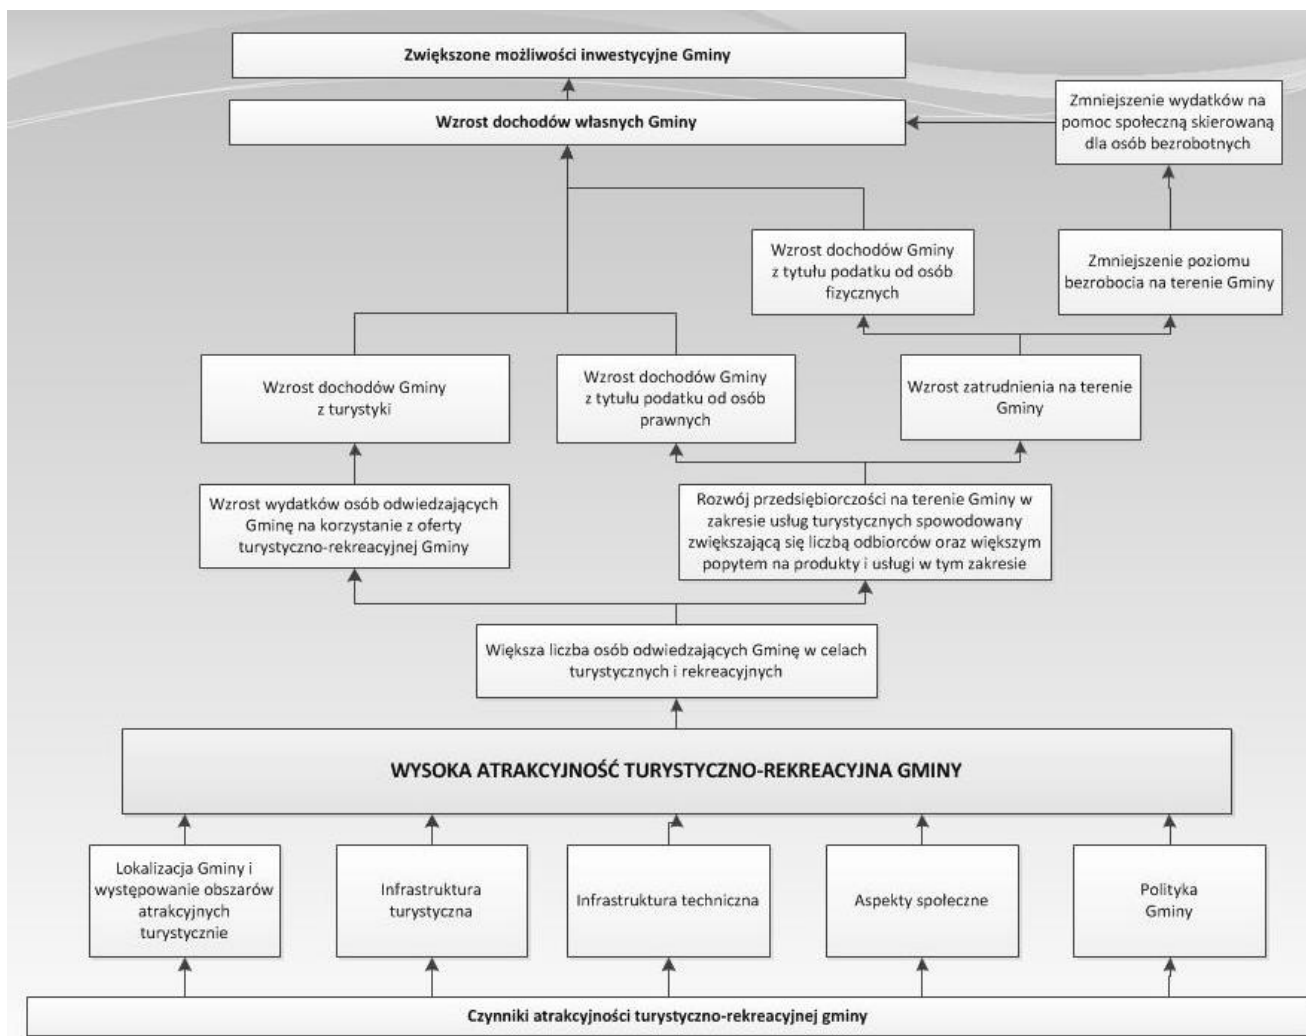 Zwiększone możliwości inwestycyjne Gminy
Wzrost dochodów własnych Gminy
Zmniejszenie wydatków na
pomoc społeczną skierowaną
dla osób bezrobotnych
Wzrost dochodów Gminy
z tytułu podatku od osób
fizycznych
Zmniejszenie poziomu
bezrobocia na terenie Gminy
Wzrost dochodów Gminy
z turystyki
Wzrost dochodów Gminy
z tytułu podatku od osób
prawnych
Wzrost zatrudnienia na terenie
Gminy
Wzrost wydatków osób odwiedzających
Gminę na korzystanie z oferty
turystyczno-rekreacyjnej Gminy
Rozwój przedsiębiorczości na terenie Gminy w
zakresie usług turystycznych spowodowany
zwiększającą się liczbą odbiorców oraz większym
popytem na produkty i usługi w tym zakresie
Większa liczba osób odwiedzających Gminę w celach
turystycznych i rekreacyjnych
WYSOKA ATRAKCYJNOŚĆ TURYSTYCZNO-REKREACYJNA GMINY
Lokalizacja Gminy i
występowanie obszarów
atrakcyjnych
turystycznie
Infrastruktura
turystyczna
Infrastruktura techniczna
Aspekty społeczne
Polityka
Gminy
Czynniki atrakcyjności turystyczno-rekreacyjnej gminy